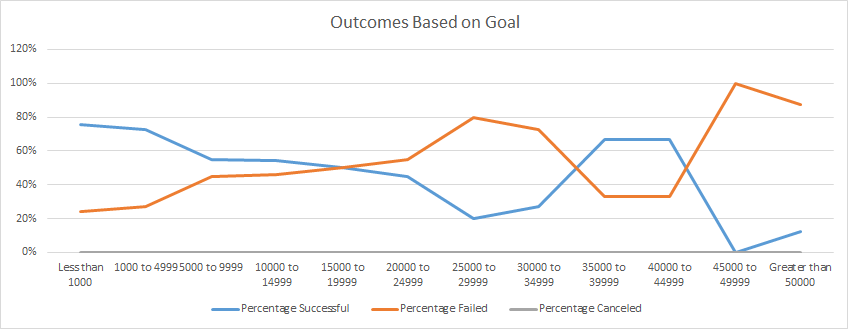 Outcomes Based on Goal
120%
100%
80%
60%
40%
20%
0%
Less than 1000 to 4999 5000 to 9999 10000 to 15000 to 20000 to 25000 to 30000 to 35000 to 40000 to 45000 to Greater than
1000 14999 19999 24999 29999 34999 39999 44999 49999 50000
Percentage Successful Percentage Failed Percentage Canceled